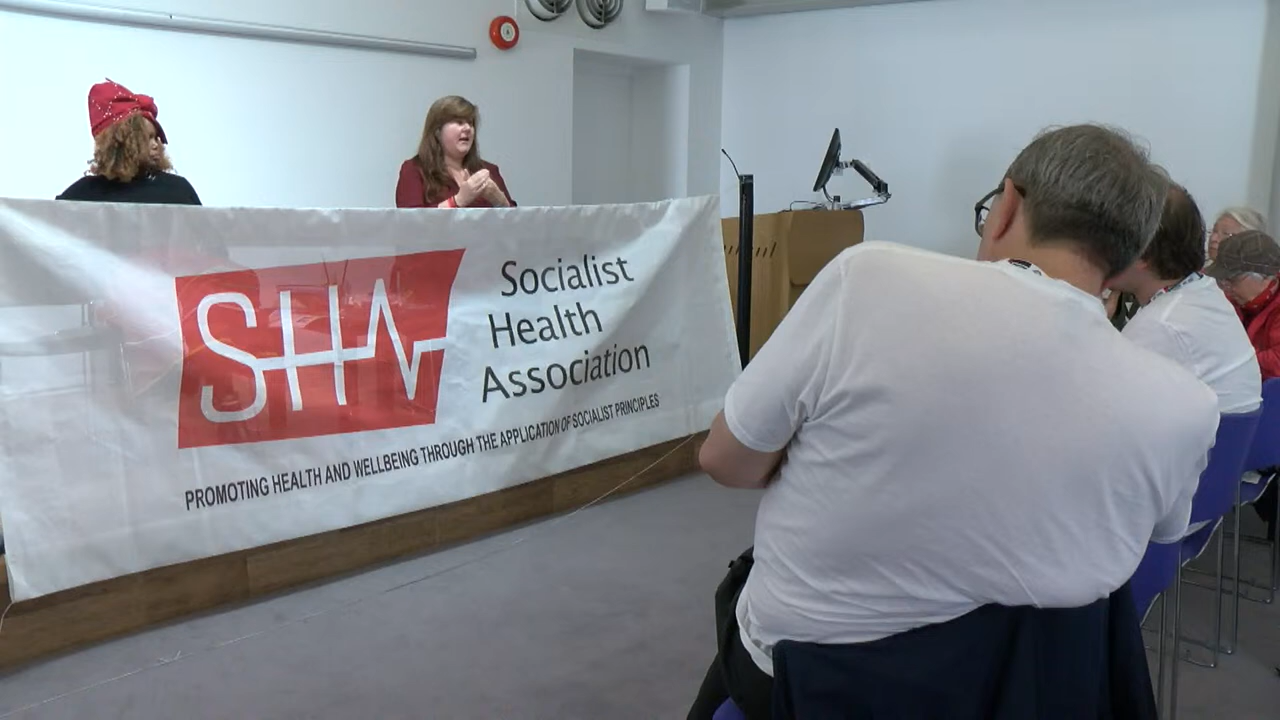 SHA
Socialist
Health
Association
PROMOTING HEALTH AND WELLBEING THROUGH THE APPLICATION OF SOCIALIST PRINCIPLES